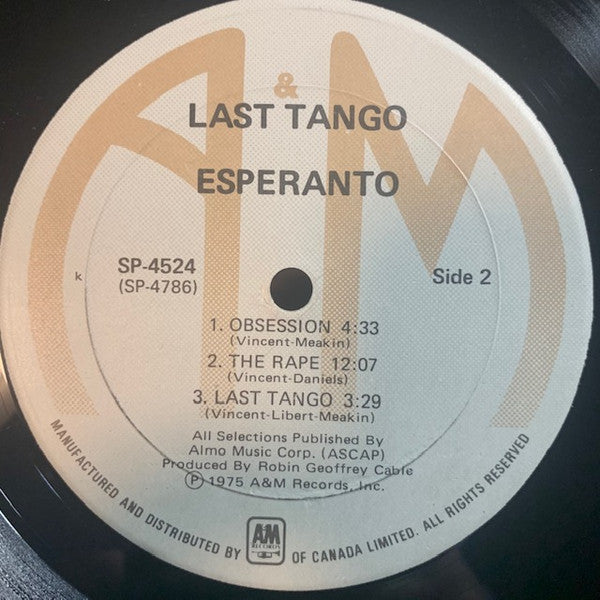 &
LAST TANGO
ESPERANTO
SP-4524
(SP-4786)
Side 2
k
1. OBSESSION 4:33
(Vincent-Meakin)
2. THE RAPE 12:07
(Vincent-Daniels)
3. LAST TANGO 3:29
(Vincent-Libert-Meakin)
All Selections Published By
Almo Music Corp. (ASCAP)
Produced By Robin Geoffrey Cable
℗ 1975 A&M Records, Inc.
MANUFACTURED AND DISTRIBUTED BY A&M RECORDS OF CANADA LIMITED. ALL RIGHTS RESERVED